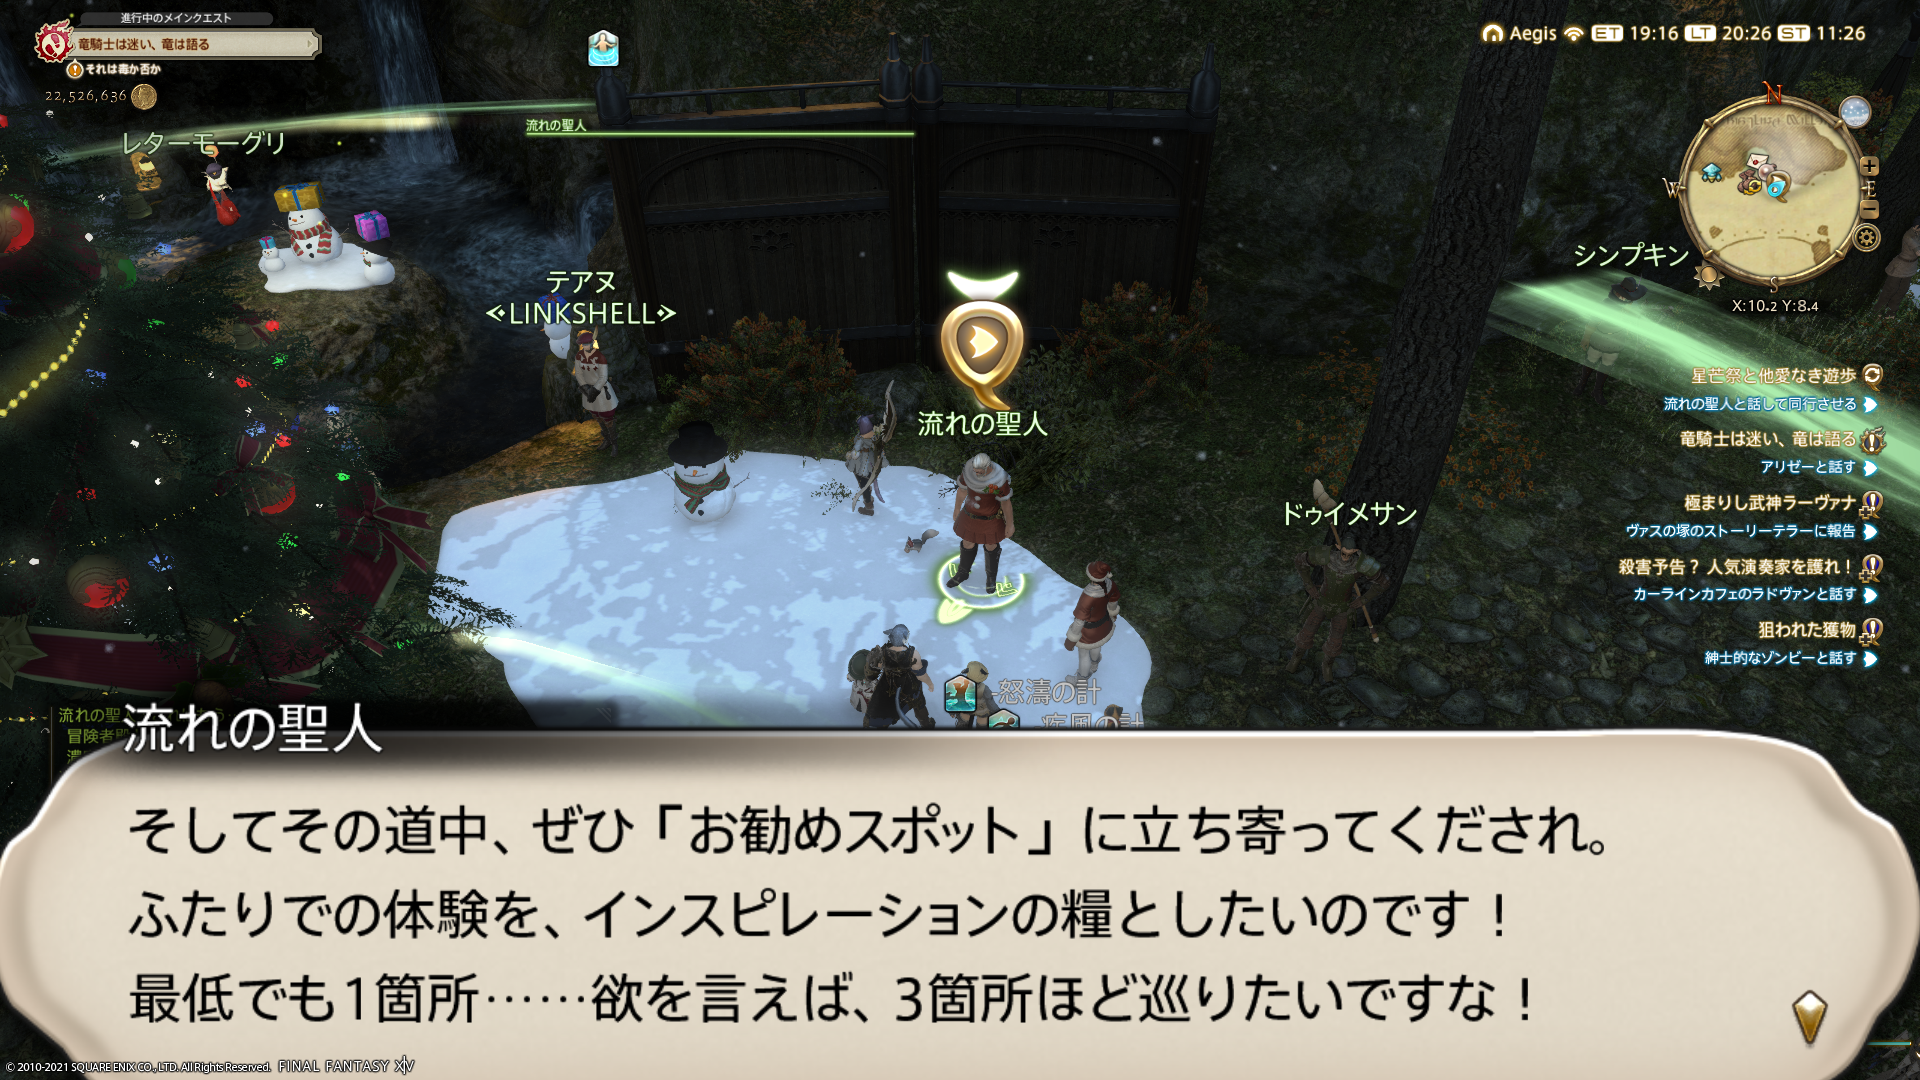 進行中のメインクエスト
竜騎士は迷い、竜は語る
それは毒か否か
22,526,636
Aegis ET 19:16 LT 20:26 ST 11:26
流れの聖人
レターモーグリ
N
W
E
S
X:10.2 Y:8.4
シンプキン
テアヌ
<LINKSHELL>
流れの聖人
ドゥイメサン
星芒祭と他愛なき遊歩
流れの聖人と話して同行させる
竜騎士は迷い、竜は語る
アリゼーと話す
極まりし武神ラーヴァナ
ヴァスの塚のストーリーテラーに報告
殺害予告？ 人気演奏家を護れ！
カーラインカフェのラドヴァンと話す
狙われた獲物
紳士的なゾンビーと話す
怒濤の計
疾風の計
流れの聖
冒険者
流れの聖人
そしてその道中、ぜひ「お勧めスポット」に立ち寄ってくだされ。
ふたりでの体験を、インスピレーションの糧としたいのです！
最低でも1箇所……欲を言えば、3箇所ほど巡りたいですな！
© 2010-2021 SQUARE ENIX CO., LTD. All Rights Reserved. FINAL FANTASY XIV